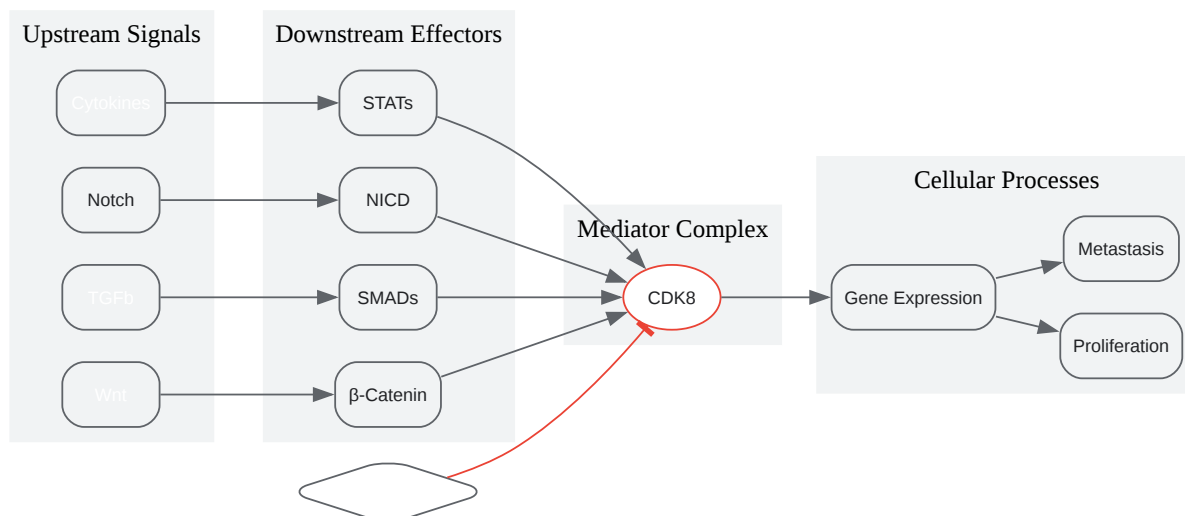 Upstream Signals
Downstream Effectors
Cytokines
STATs
Notch
NICD
TGFb
SMADs
Wnt
β-Catenin
Mediator Complex
CDK8
Cellular Processes
Gene Expression
Metastasis
Proliferation